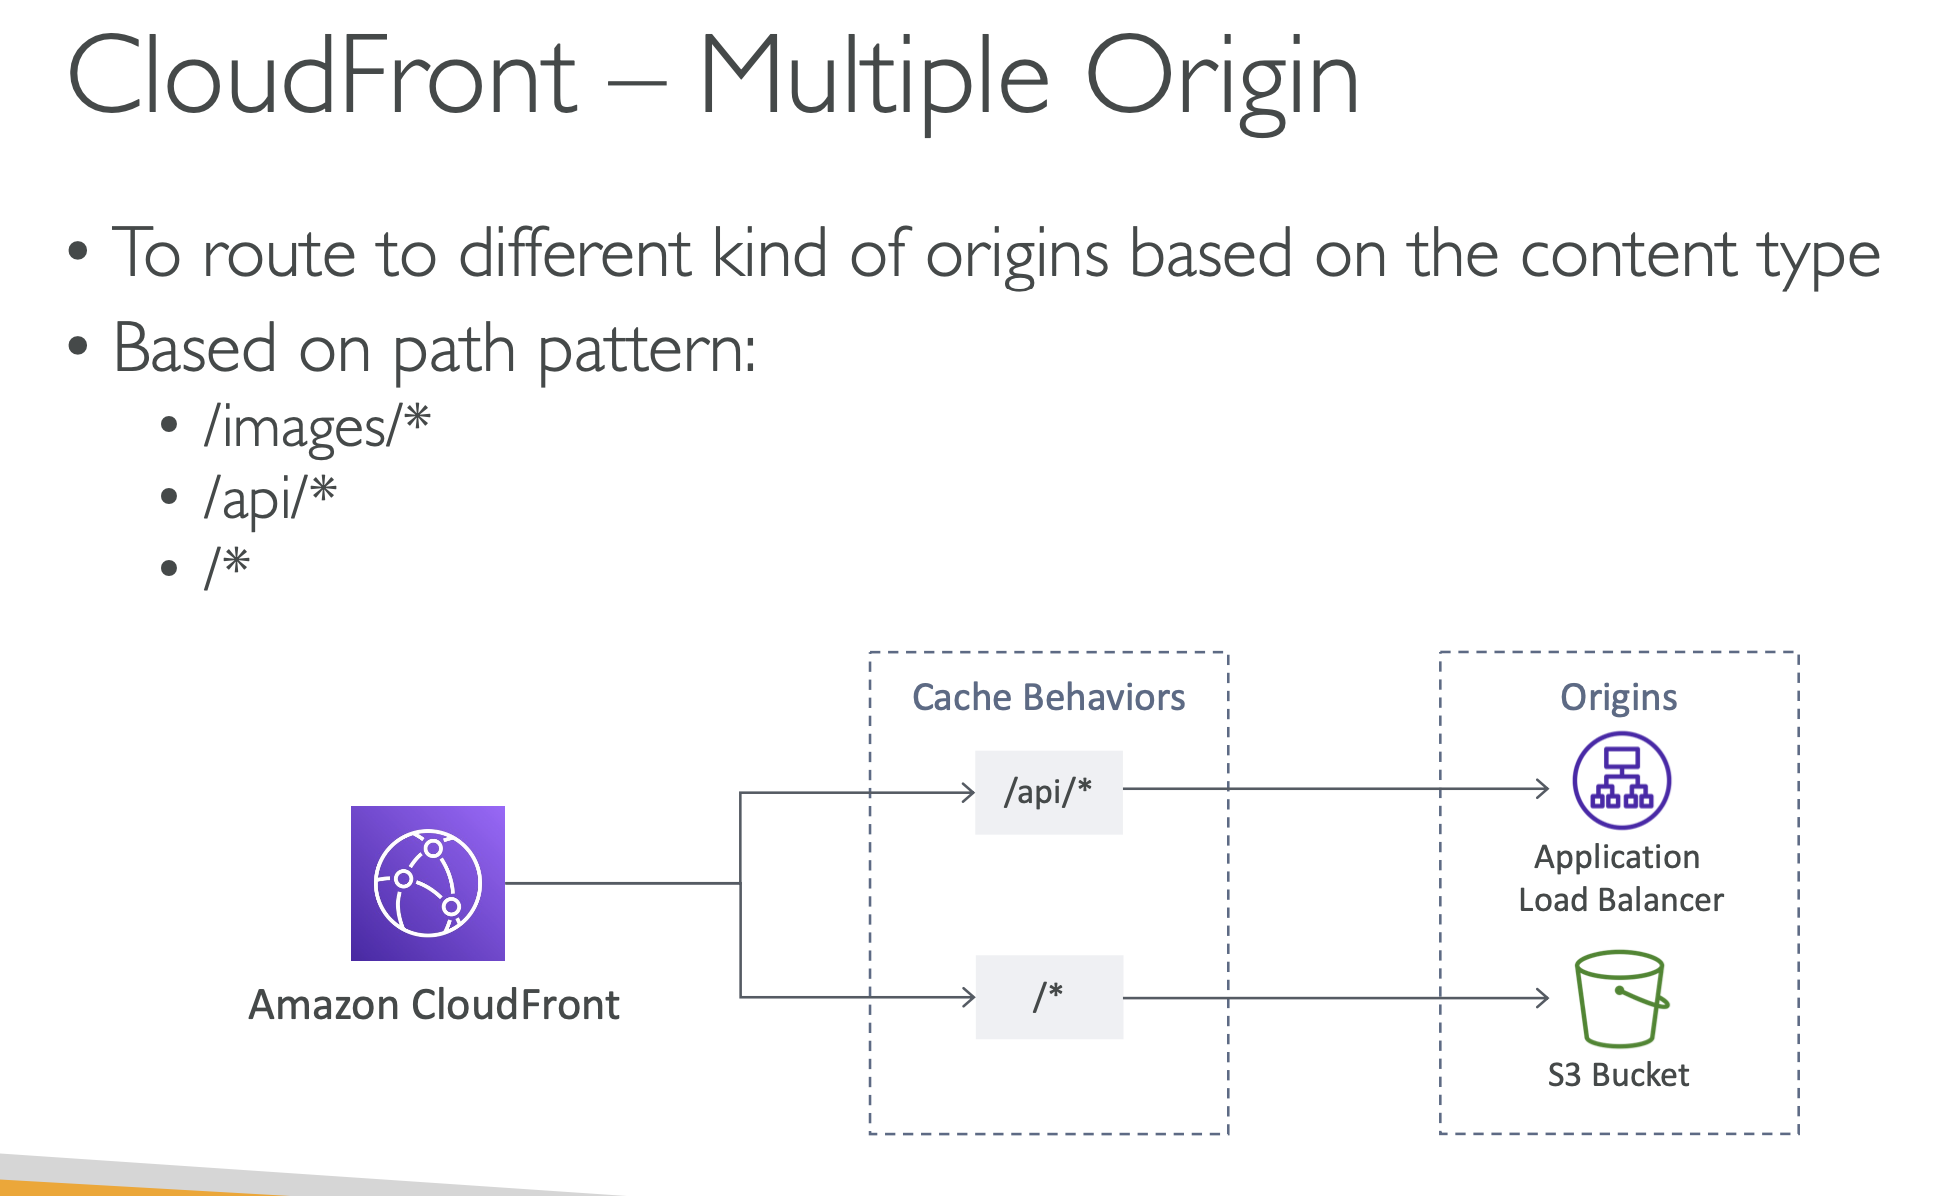 CloudFront – Multiple Origin
• To route to different kind of origins based on the content type
• Based on path pattern:
• /images/*
• /api/*
• /*
Cache Behaviors
Origins
/api/*
Application
Load Balancer
Amazon CloudFront
/*
S3 Bucket